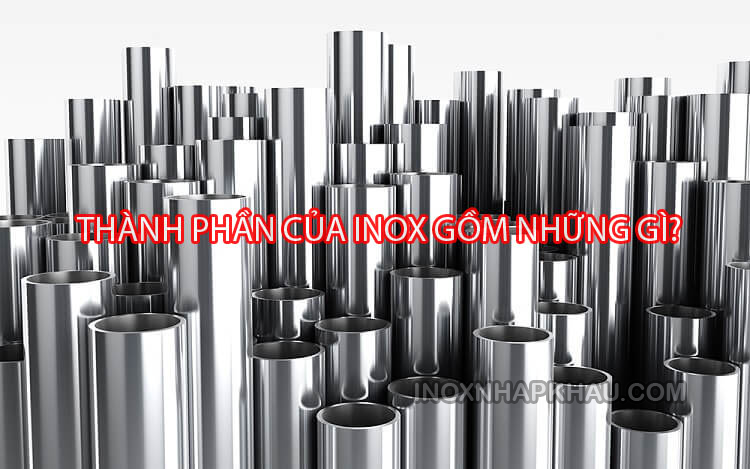 THÀNH PHẦN CỦA INOX GỒM NHỮNG GÌ?
INOXNHAPKHAU.COM